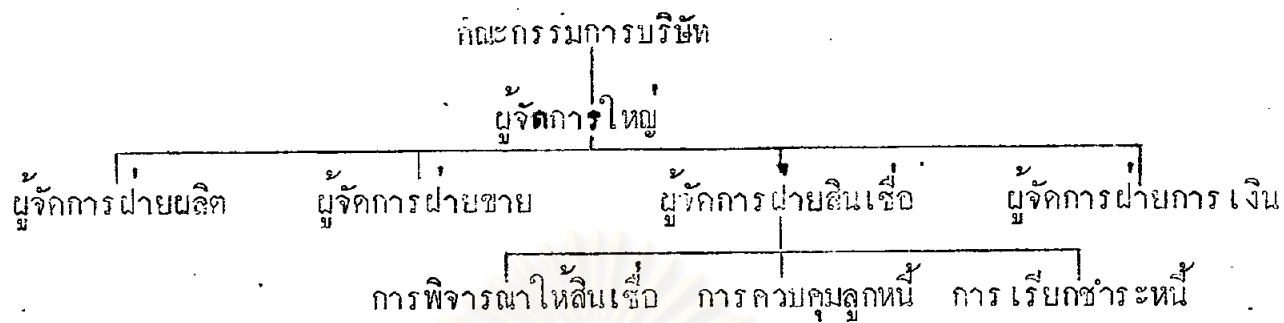 คณะกรรมการบริษัท
ผู้จัดการใหญ่
ผู้จัดการฝ่ายผลิต ผู้จัดการฝ่ายขาย ผู้จัดการฝ่ายสินเชื่อ ผู้จัดการฝ่ายการเงิน
การพิจารณาให้สินเชื่อ การควบคุมลูกหนี้ การเรียกชำระหนี้